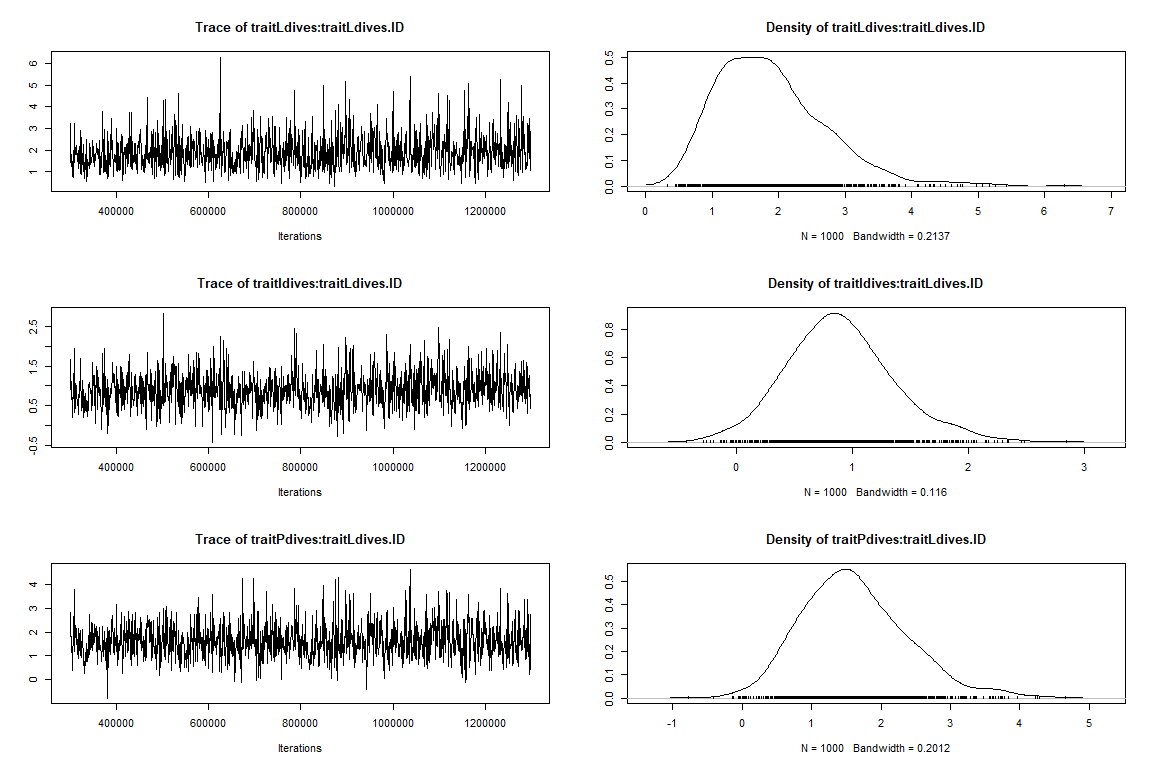 Trace of traitLdives:traitLdives.ID
6
5
4
3
2
1
400000 600000 800000 1000000 1200000
Iterations
Density of traitLdives:traitLdives.ID
0.5
0.4
0.3
0.2
0.1
0.0
0 1 2 3 4 5 6 7
N = 1000 Bandwidth = 0.2137
Trace of traitIdives:traitLdives.ID
2.5
1.5
0.5
-0.5
400000 600000 800000 1000000 1200000
Iterations
Density of traitIdives:traitLdives.ID
0.8
0.6
0.4
0.2
0.0
0 1 2 3
N = 1000 Bandwidth = 0.116
Trace of traitPdives:traitLdives.ID
4
3
2
1
0
400000 600000 800000 1000000 1200000
Iterations
Density of traitPdives:traitLdives.ID
0.5
0.4
0.3
0.2
0.1
0.0
-1 0 1 2 3 4 5
N = 1000 Bandwidth = 0.2012